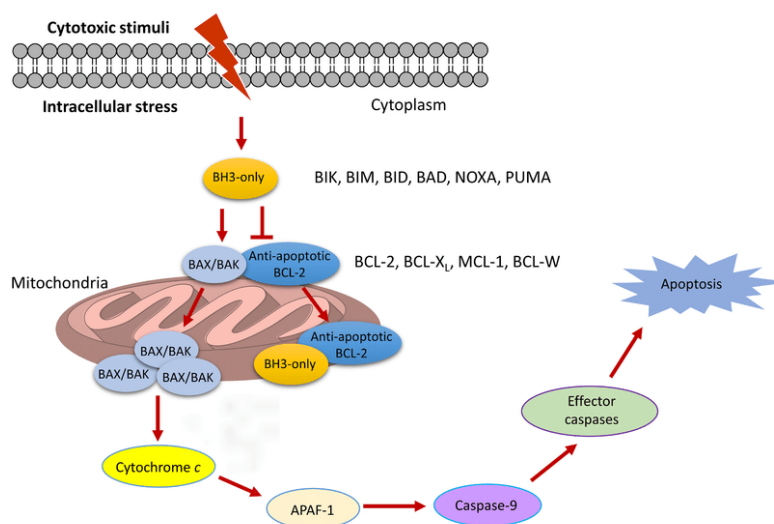 Cytotoxic stimuli
Intracellular stress
Cytoplasm
BH3-only
BIK, BIM, BID, BAD, NOXA, PUMA
BAX/BAK
Anti-apoptotic
BCL-2
BCL-2, BCL-XL, MCL-1, BCL-W
Mitochondria
Apoptosis
BAX/BAK
BAX/BAK
BAX/BAK
Anti-apoptotic
BCL-2
BH3-only
Effector
caspases
Cytochrome c
APAF-1
Caspase-9